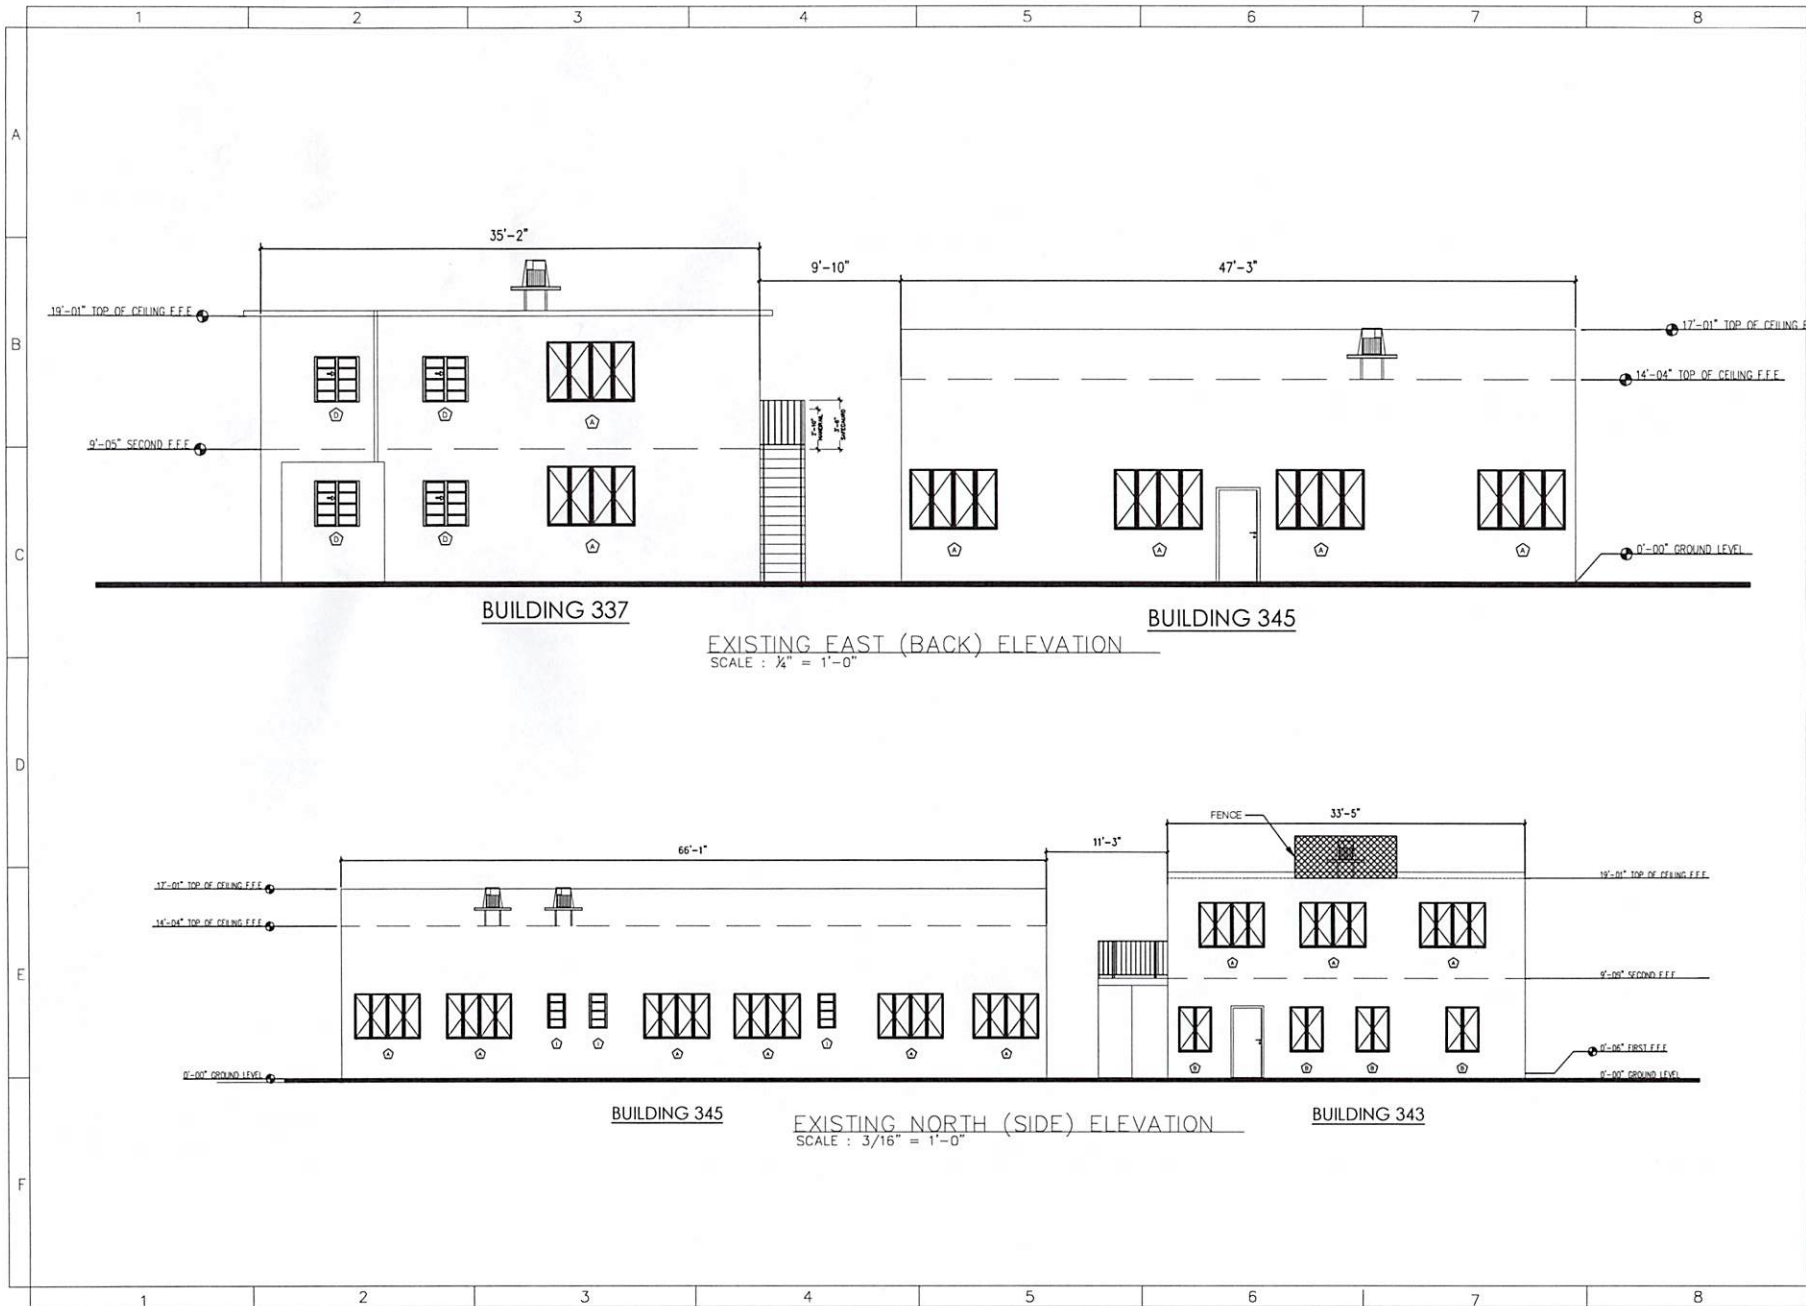 1 2 3 4 5 6 7 8
A
B
C
D
E
F
35'-2"
9'-10"
47'-3"
19'-01" TOP OF CEILING F.F.E
17'-01" TOP OF CEILING F
14'-04" TOP OF CEILING F.F.E
D D A
HANDRAIL
3'-6"
9'-05" SECOND F.F.E
D D A
A A A A
0'-00" GROUND LEVEL
BUILDING 337
BUILDING 345
EXISTING EAST (BACK) ELEVATION
SCALE : ¼" = 1'-0"
FENCE
33'-5"
66'-1"
11'-3"
17'-01" TOP OF CEILING F.F.E
19'-01" TOP OF CEILING F.F.E
14'-04" TOP OF CEILING F.F.E
A A A
9'-09" SECOND F.F.E
A A I I A A I A A
B B B B
0'-06" FIRST F.F.E
0'-00" GROUND LEVEL
0'-00" GROUND LEVEL
BUILDING 345
BUILDING 343
EXISTING NORTH (SIDE) ELEVATION
SCALE : 3/16" = 1'-0"
1 2 3 4 5 6 7 8